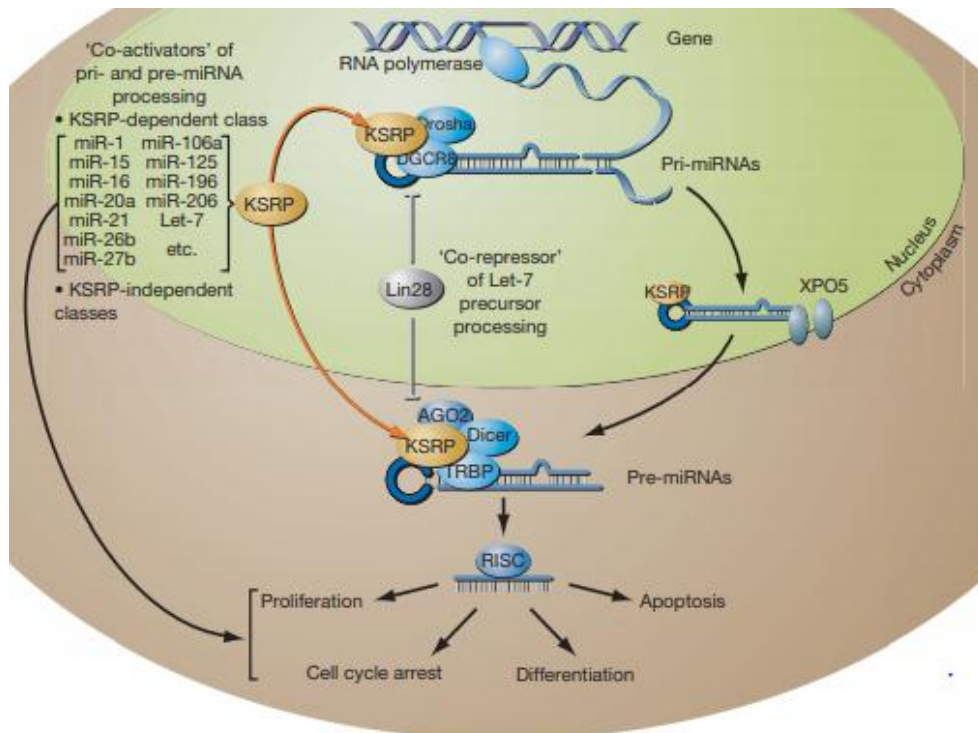 'Co-activators' of
pri- and pre-miRNA
processing
• KSRP-dependent class
miR-1 miR-106a
miR-15 miR-125
miR-16 miR-196
miR-20a miR-206
miR-21 Let-7
miR-26b etc.
miR-27b
• KSRP-independent
classes
KSRP
Gene
RNA polymerase
KSRP
Drosha
DGCR8
Pri-miRNAs
Lin28
'Co-repressor'
of Let-7
precursor
processing
Nucleus
Cytoplasm
KSRP
XPO5
AGO2
KSRP
Dicer
TRBP
Pre-miRNAs
RISC
Proliferation
Apoptosis
Cell cycle arrest
Differentiation